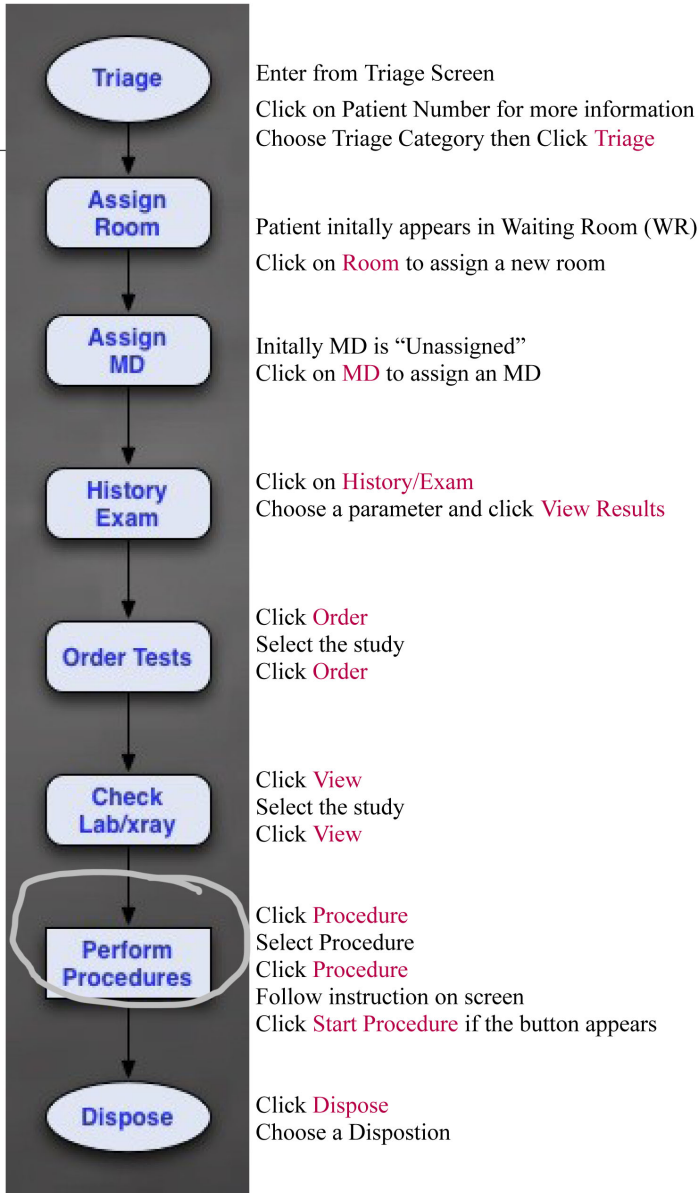 Triage
Enter from Triage Screen
Click on Patient Number for more information
Choose Triage Category then Click Triage
Assign
Room
Patient initally appears in Waiting Room (WR)
Click on Room to assign a new room
Assign
MD
Initally MD is “Unassigned”
Click on MD to assign an MD
History
Exam
Click on History/Exam
Choose a parameter and click View Results
Order Tests
Click Order
Select the study
Click Order
Check
Lab/xray
Click View
Select the study
Click View
Perform
Procedures
Click Procedure
Select Procedure
Click Procedure
Follow instruction on screen
Click Start Procedure if the button appears
Dispose
Click Dispose
Choose a Dispostion